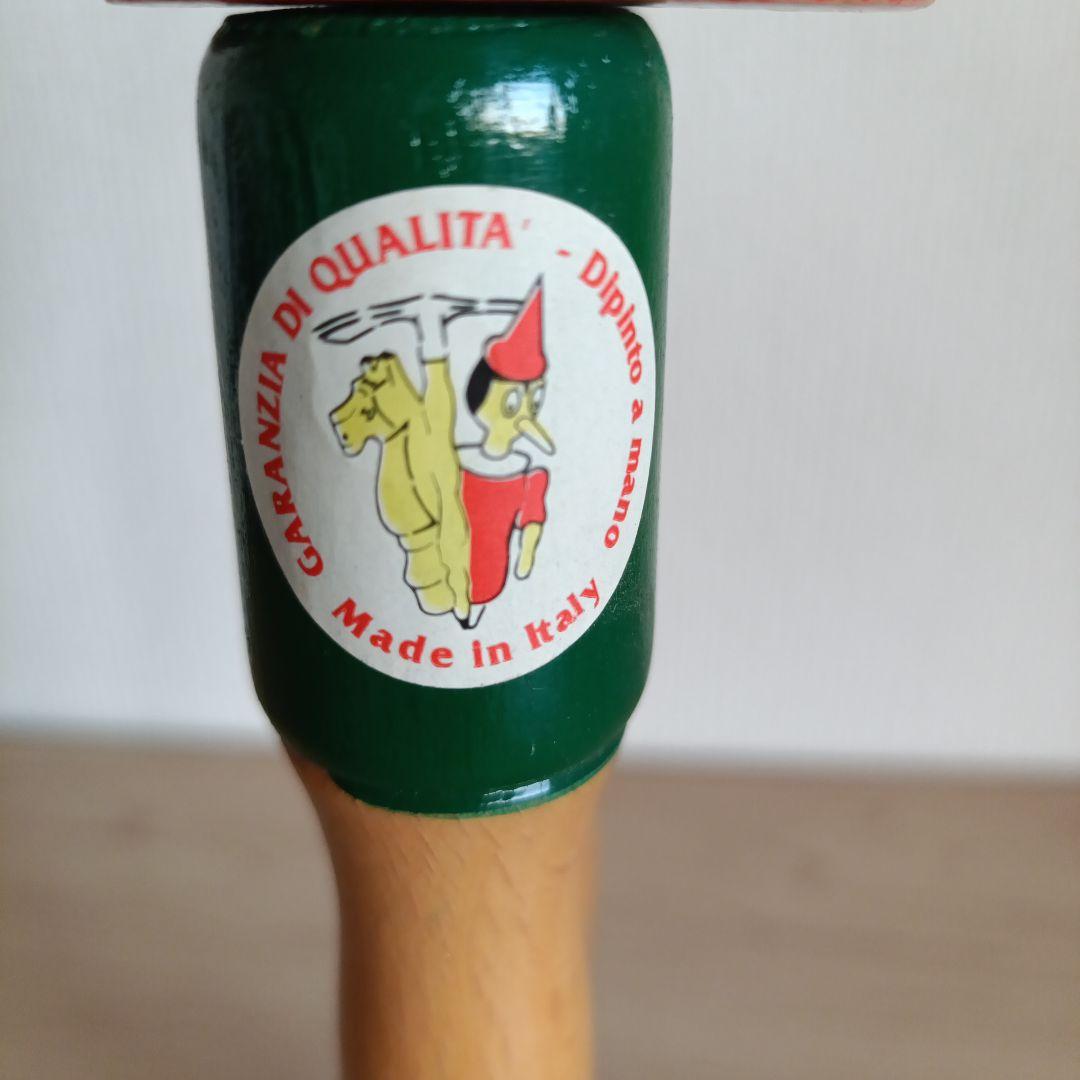 GARANZIA DI QUALITA' - Dipinto a mano
Made in Italy